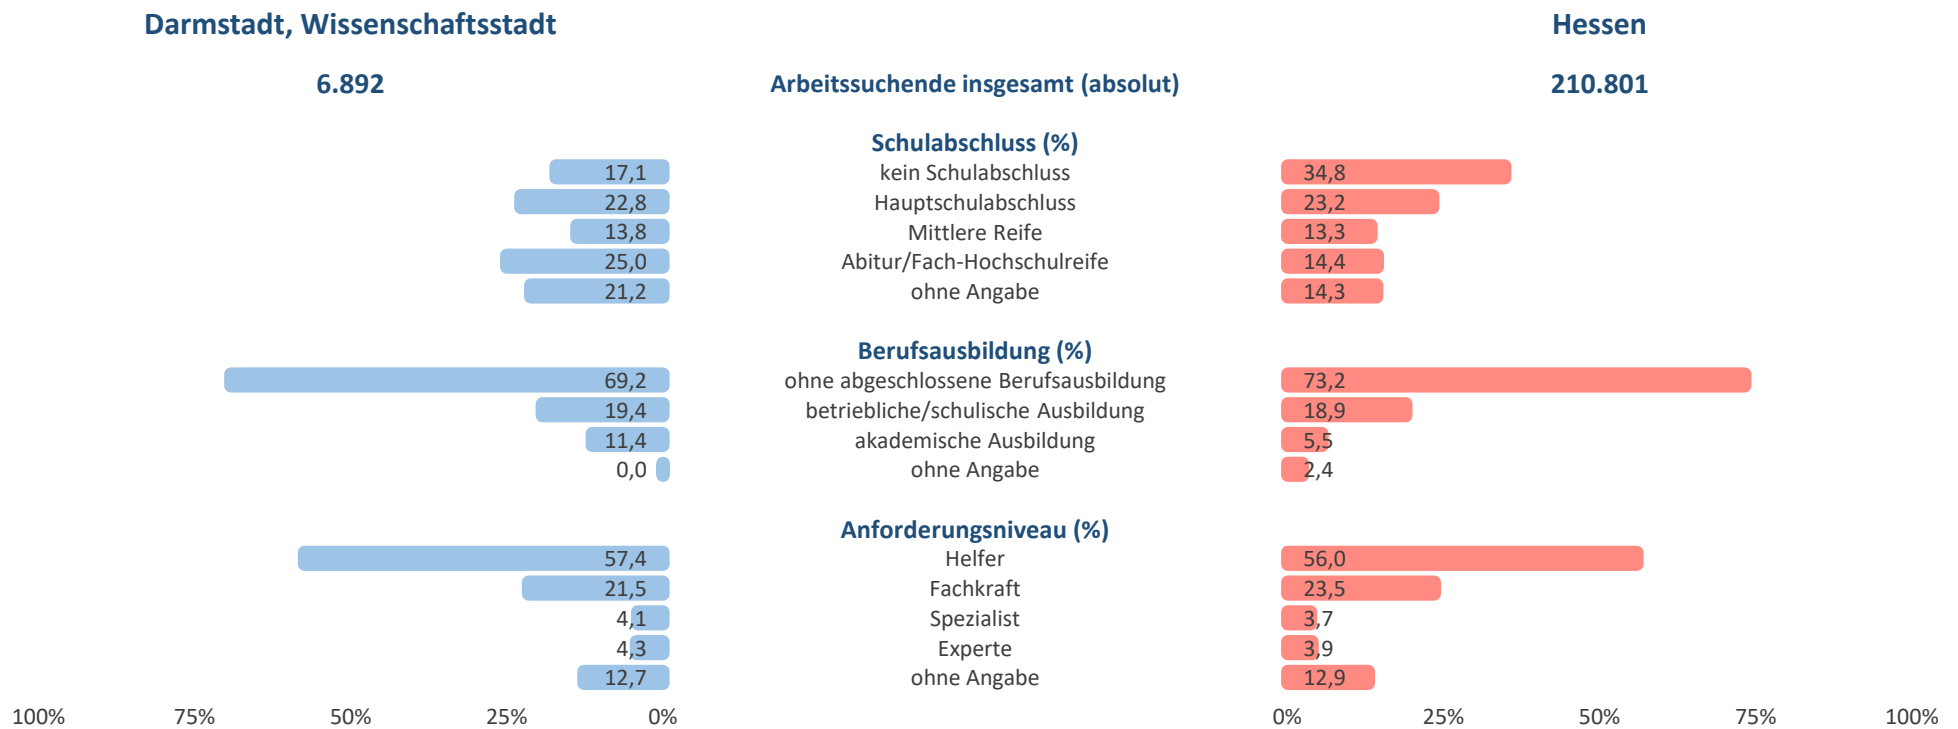 Darmstadt, Wissenschaftsstadt Hessen
6.892 Arbeitssuchende insgesamt (absolut) 210.801
Schulabschluss (%)
17,1 kein Schulabschluss 34,8
22,8 Hauptschulabschluss 23,2
13,8 Mittlere Reife 13,3
25,0 Abitur/Fach-Hochschulreife 14,4
21,2 ohne Angabe 14,3
Berufsausbildung (%)
69,2 ohne abgeschlossene Berufsausbildung 73,2
19,4 betriebliche/schulische Ausbildung 18,9
11,4 akademische Ausbildung 5,5
0,0 ohne Angabe 2,4
Anforderungsniveau (%)
57,4 Helfer 56,0
21,5 Fachkraft 23,5
4,1 Spezialist 3,7
4,3 Experte 3,9
12,7 ohne Angabe 12,9
100% 75% 50% 25% 0% 0% 25% 50% 75% 100%